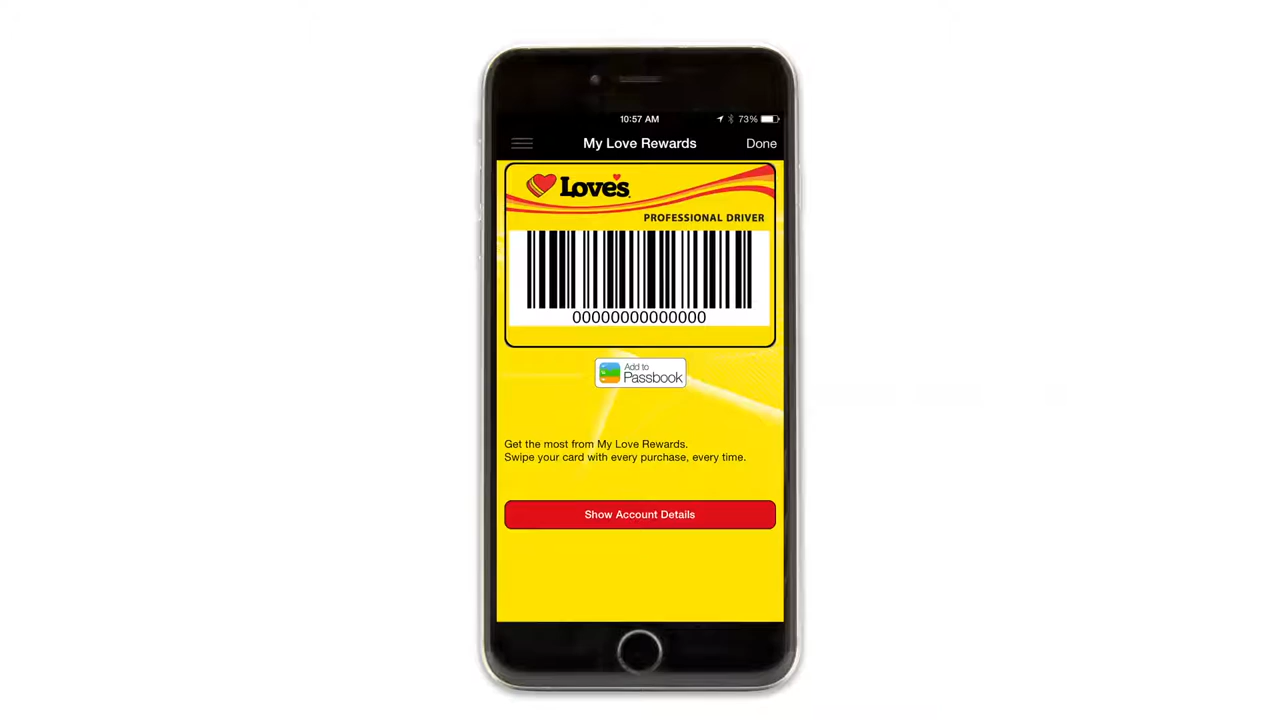 10:57 AM
73%
My Love Rewards
Done
Love's
PROFESSIONAL DRIVER
00000000000000
Add to
Passbook
Get the most from My Love Rewards.
Swipe your card with every purchase, every time.
Show Account Details